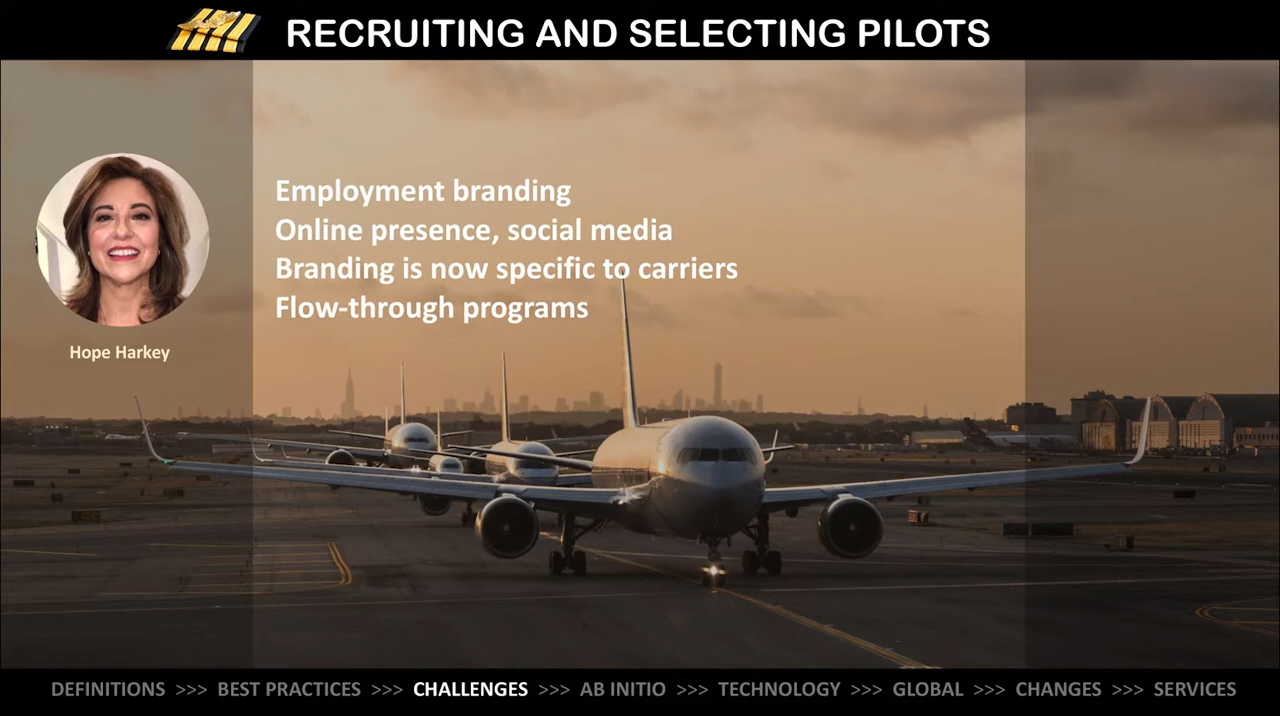 RECRUITING AND SELECTING PILOTS
Employment branding
Online presence, social media
Branding is now specific to carriers
Flow-through programs
Hope Harkey
DEFINITIONS >>> BEST PRACTICES >>> CHALLENGES >>> AB INITIO >>> TECHNOLOGY >>> GLOBAL >>> CHANGES >>> SERVICES